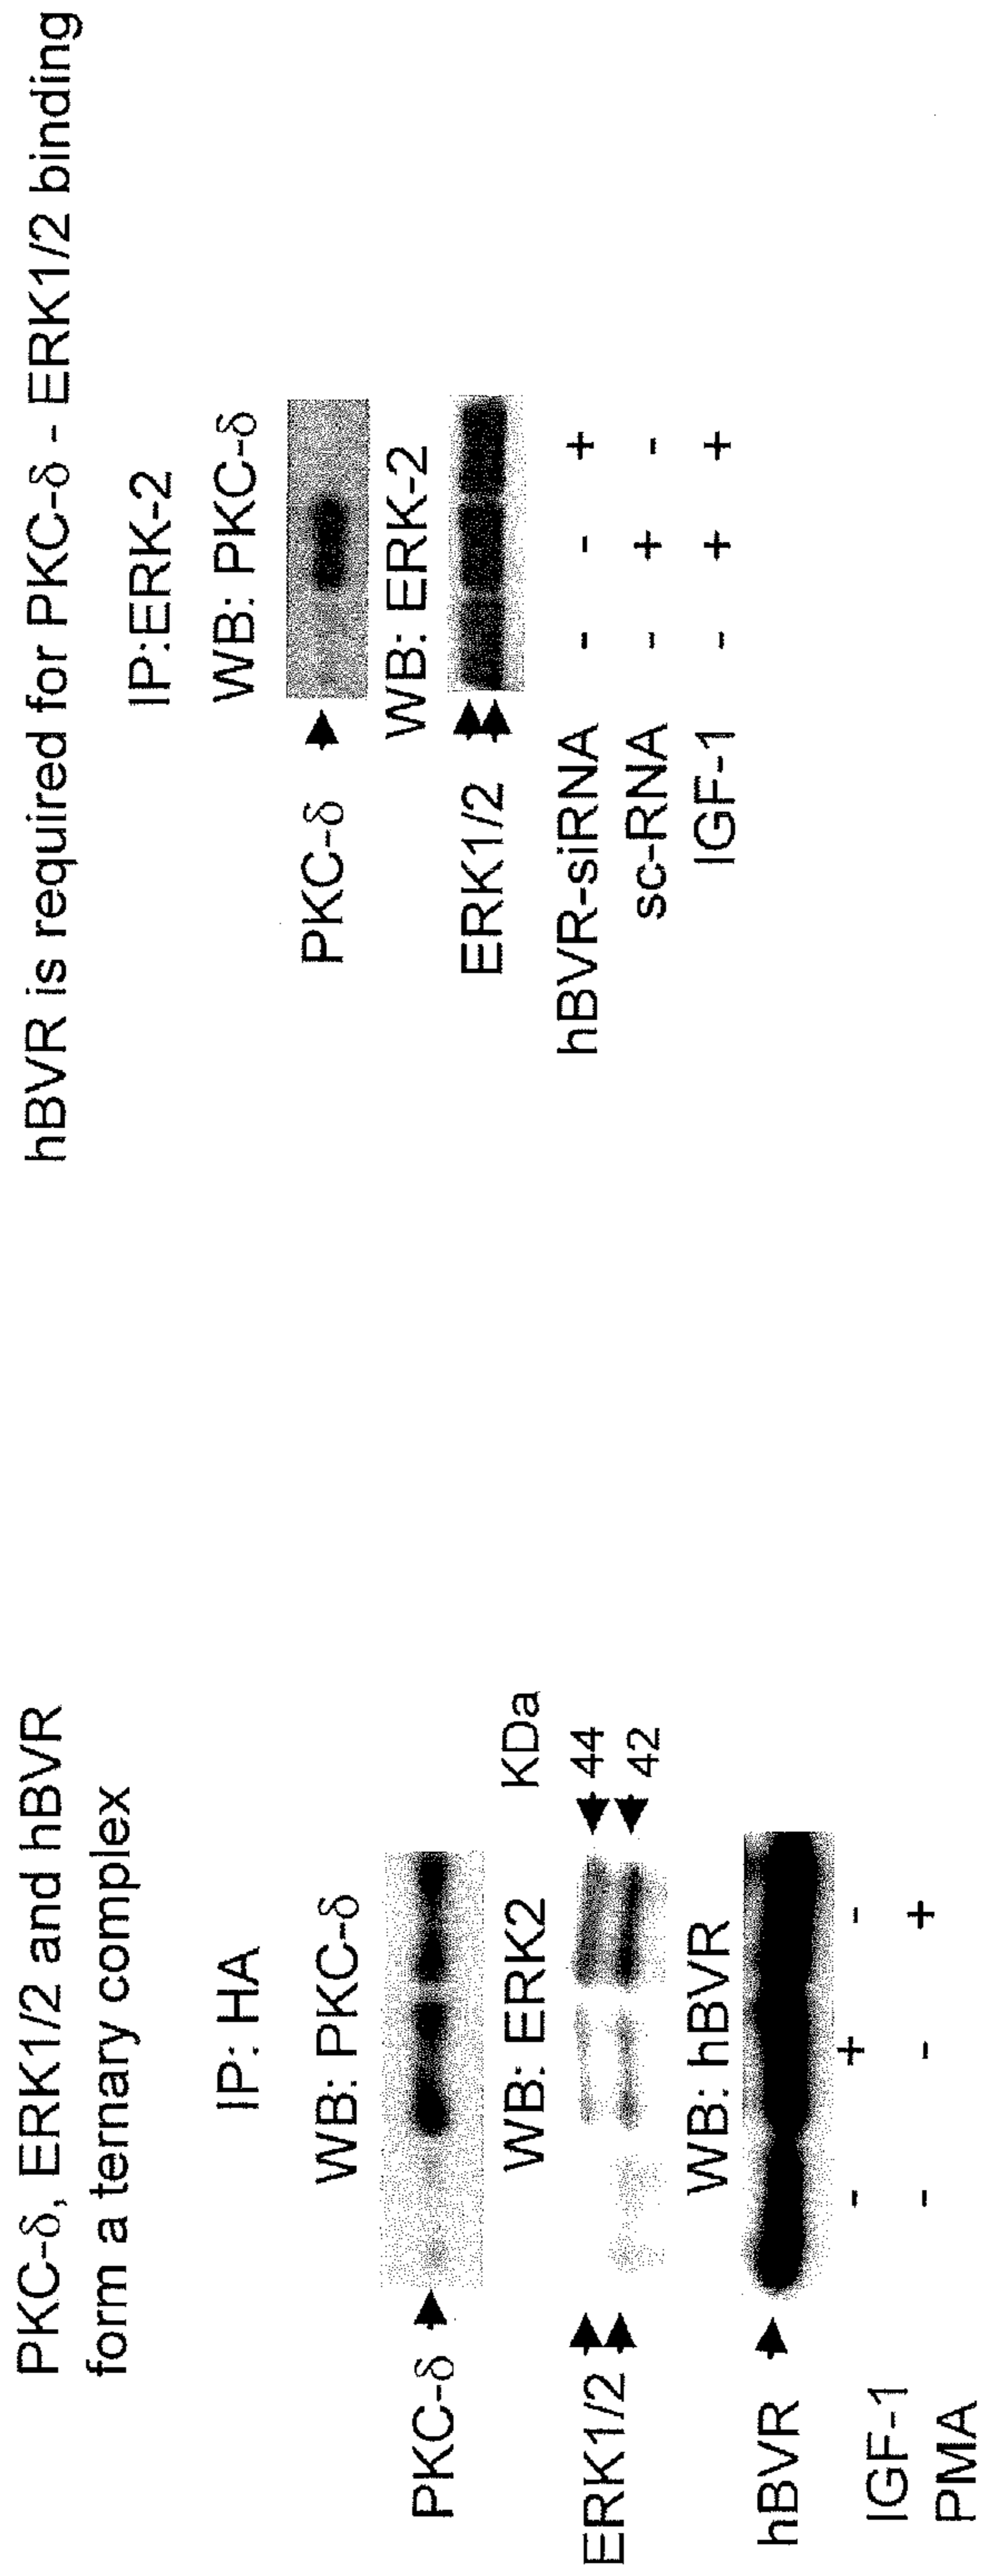 PKC-δ, ERK1/2 and hBVR
form a ternary complex
IP: HA
WB: PKC-δ
PKC-δ
WB: ERK2
KDa
ERK1/2
44
42
WB: hBVR
hBVR
IGF-1 - + -
PMA - - +
hBVR is required for PKC-δ - ERK1/2 binding
IP:ERK-2
WB: PKC-δ
PKC-δ
WB: ERK-2
ERK1/2
hBVR-siRNA - - +
sc-RNA - + -
IGF-1 - + +